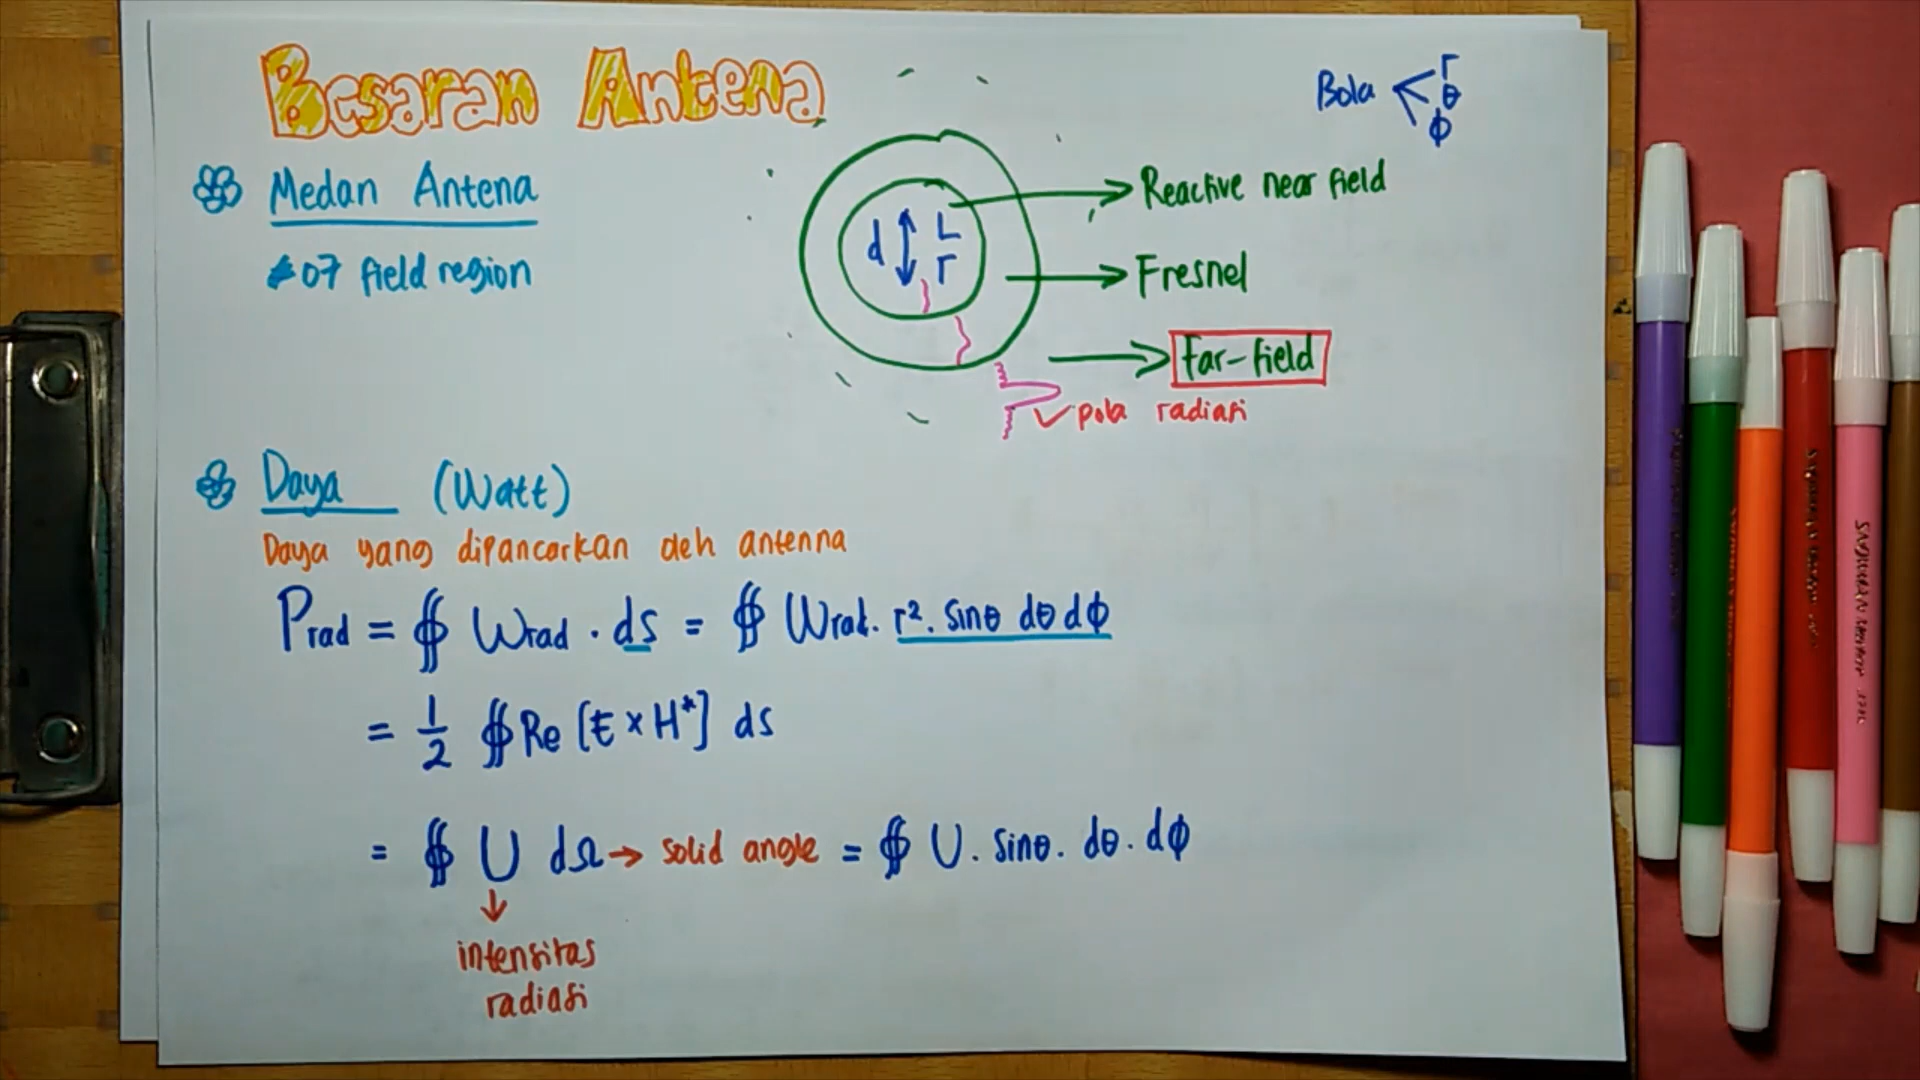 Besaran Antena
Bola r
θ
ϕ
Medan Antena
07 field region
d L
r
Reactive near field
Fresnel
Far-field
pola radiasi
Daya (Watt)
Daya yang dipancarkan oleh antenna
Prad = ∯ Wrad · ds = ∯ Wrad. r². sinθ dθ dϕ
= 1/2 ∯ Re [E × H*] ds
= ∯ U dΩ → solid angle = ∯ U. sinθ. dθ. dϕ
↓
intensitas
radiasi